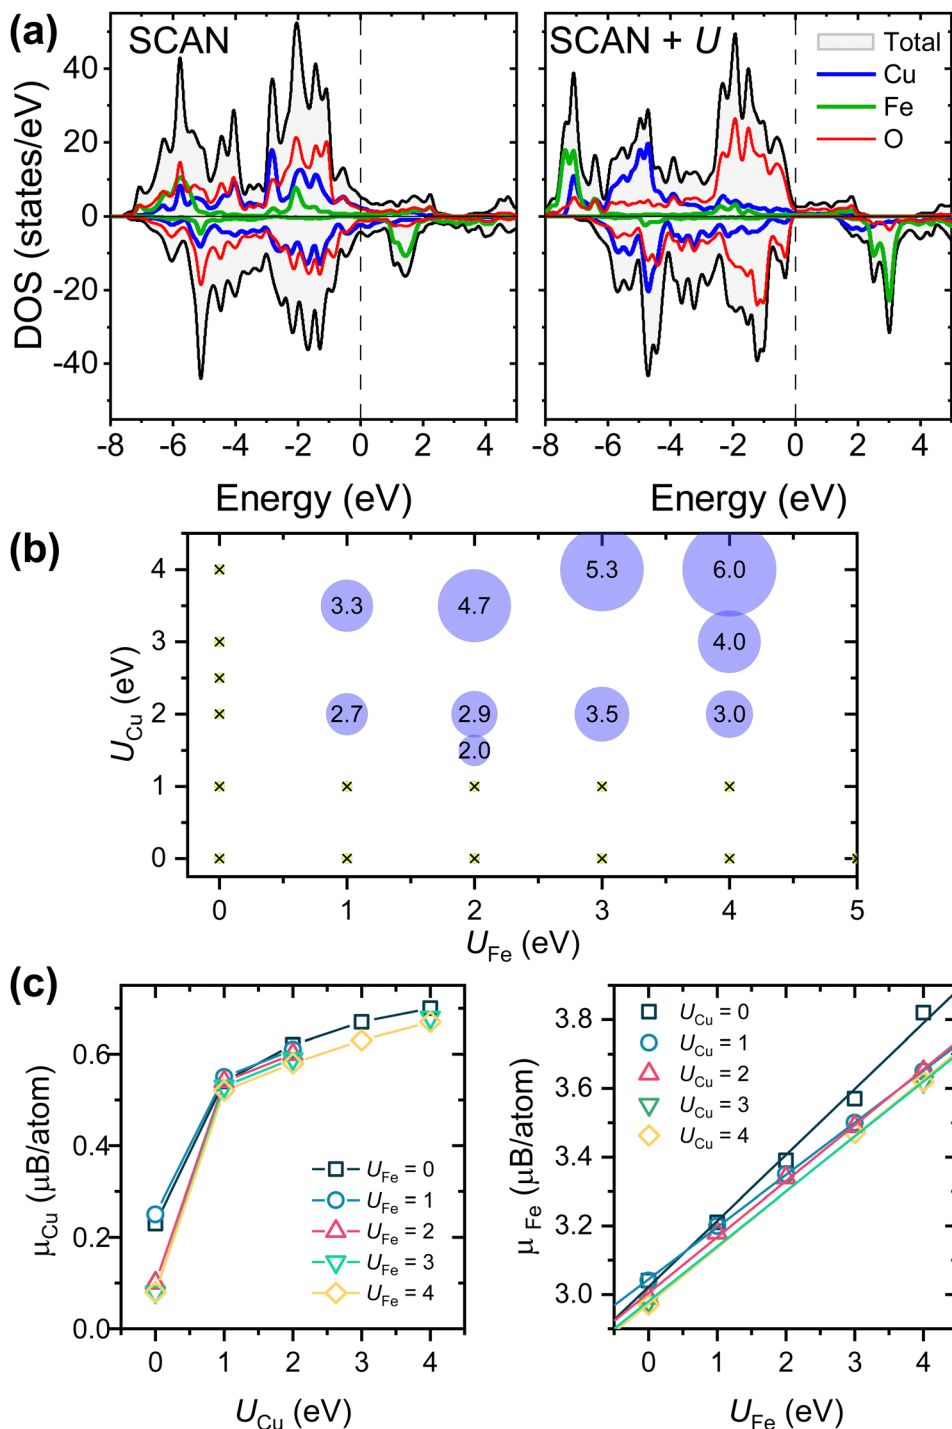 (a)
SCAN
SCAN + U
Total
Cu
Fe
O
DOS (states/eV)
40
20
0
-20
-40
-8 -6 -4 -2 0 2 4
-8 -6 -4 -2 0 2 4
Energy (eV)
Energy (eV)
(b)
UCu (eV)
4
3
2
1
0
5.3 6.0
3.3 4.7
4.0
2.7 2.9 3.5 3.0
2.0
0 1 2 3 4 5
UFe (eV)
(c)
μCu (μB/atom)
0.6
0.4
0.2
0.0
UFe = 0
UFe = 1
UFe = 2
UFe = 3
UFe = 4
0 1 2 3 4
UCu (eV)
μ Fe (μB/atom)
3.8
3.6
3.4
3.2
3.0
UCu = 0
UCu = 1
UCu = 2
UCu = 3
UCu = 4
0 1 2 3 4
UFe (eV)